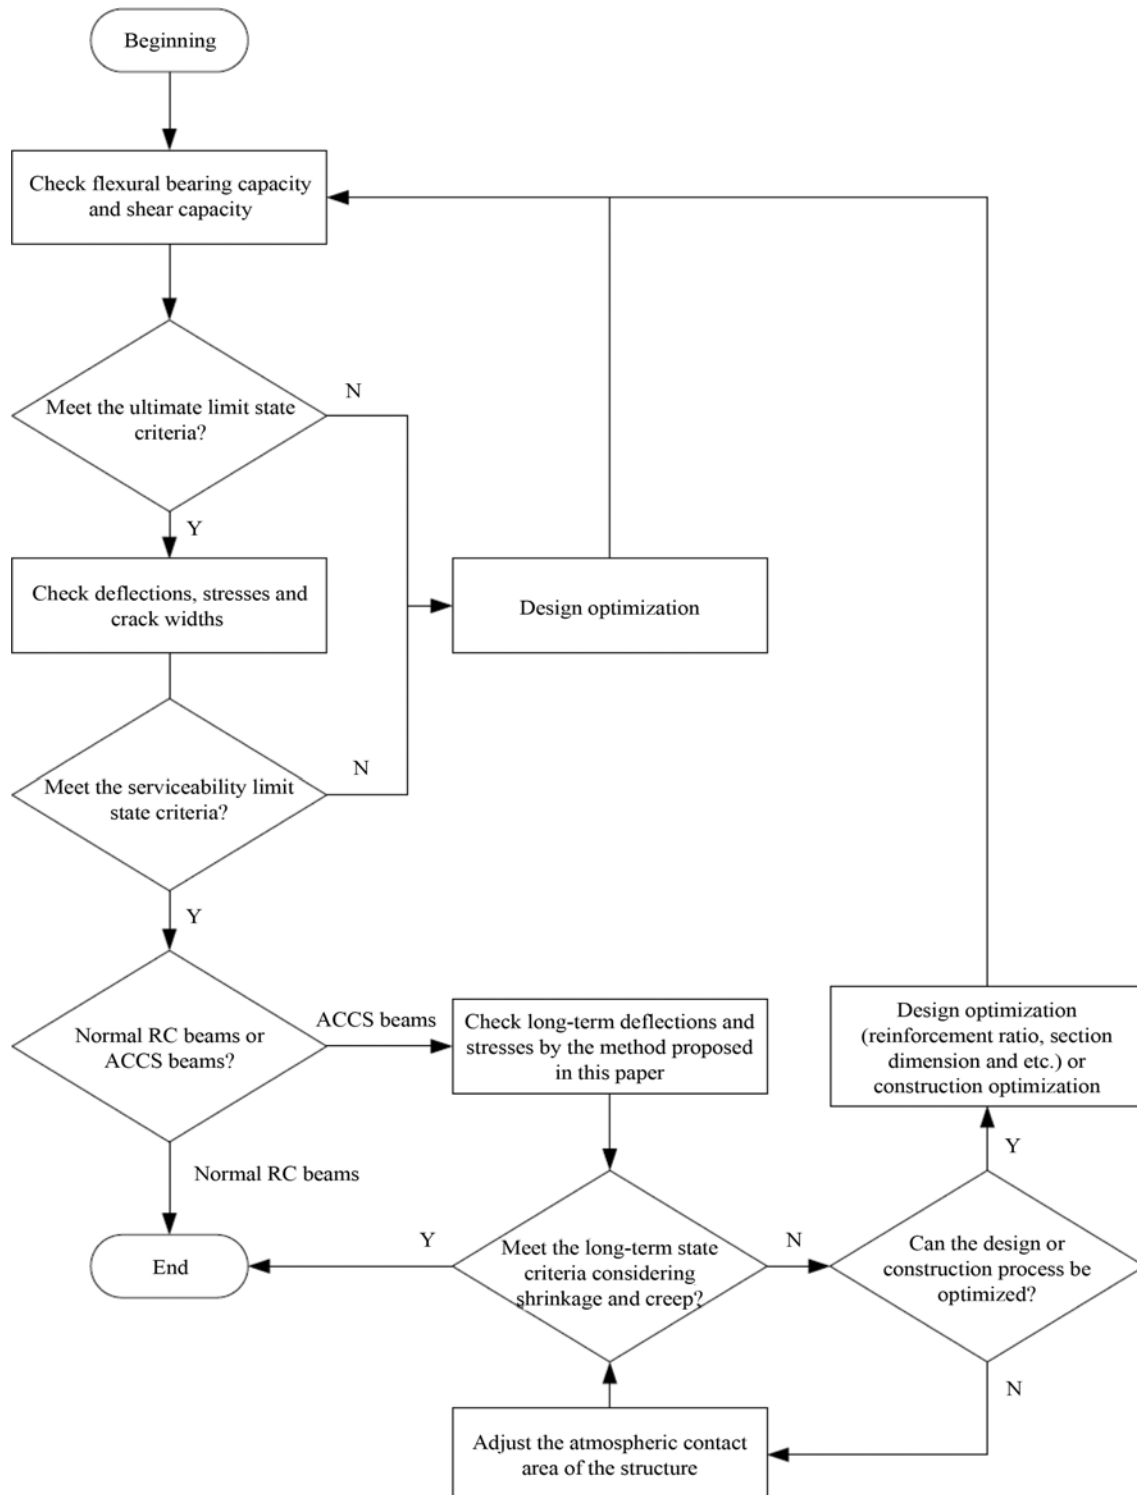 Beginning
Check flexural bearing capacity
and shear capacity
N
Meet the ultimate limit state
criteria?
Y
Check deflections, stresses and
crack widths
Design optimization
N
Meet the serviceability limit
state criteria?
Y
Normal RC beams or
ACCS beams?
ACCS beams
Check long-term deflections and
stresses by the method proposed
in this paper
Design optimization
(reinforcement ratio, section
dimension and etc.) or
construction optimization
Normal RC beams
Y
End
Y
Meet the long-term state
criteria considering
shrinkage and creep?
N
Can the design or
construction process be
optimized?
N
Adjust the atmospheric contact
area of the structure